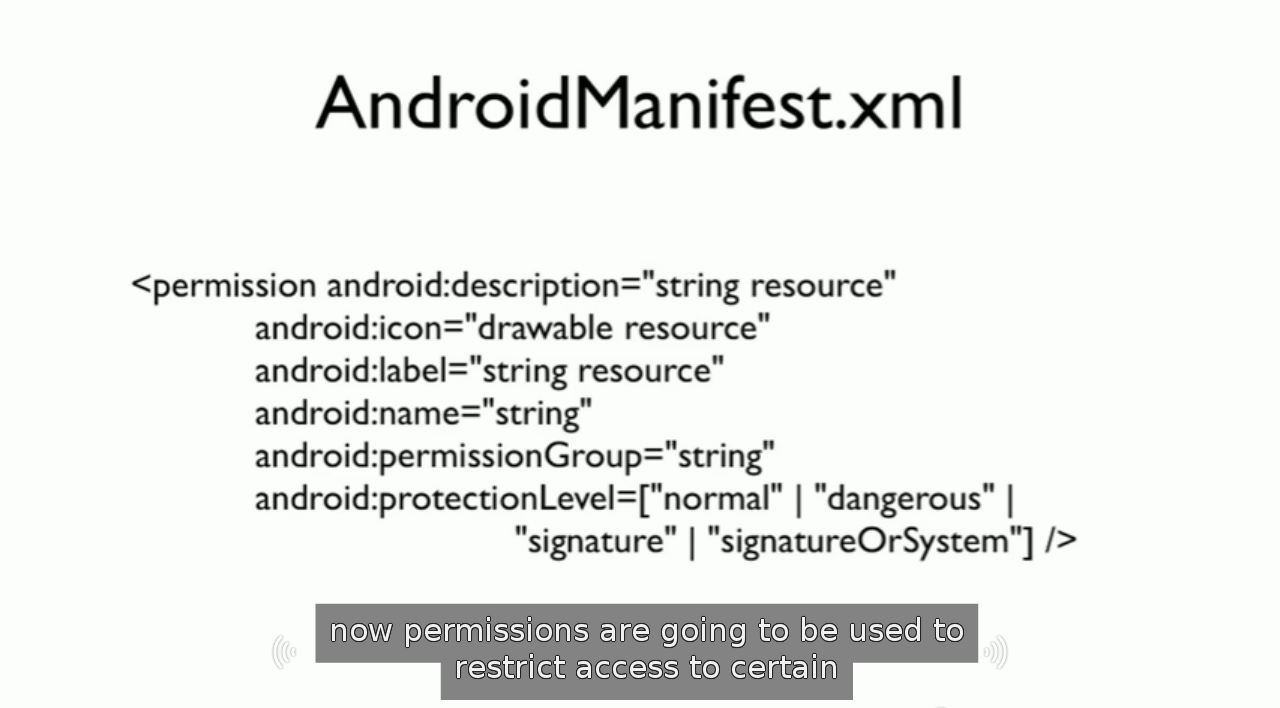 AndroidManifest.xml
<permission android:description="string resource"
android:icon="drawable resource"
android:label="string resource"
android:name="string"
android:permissionGroup="string"
android:protectionLevel=["normal" | "dangerous" |
"signature" | "signatureOrSystem"] />
now permissions are going to be used to
restrict access to certain